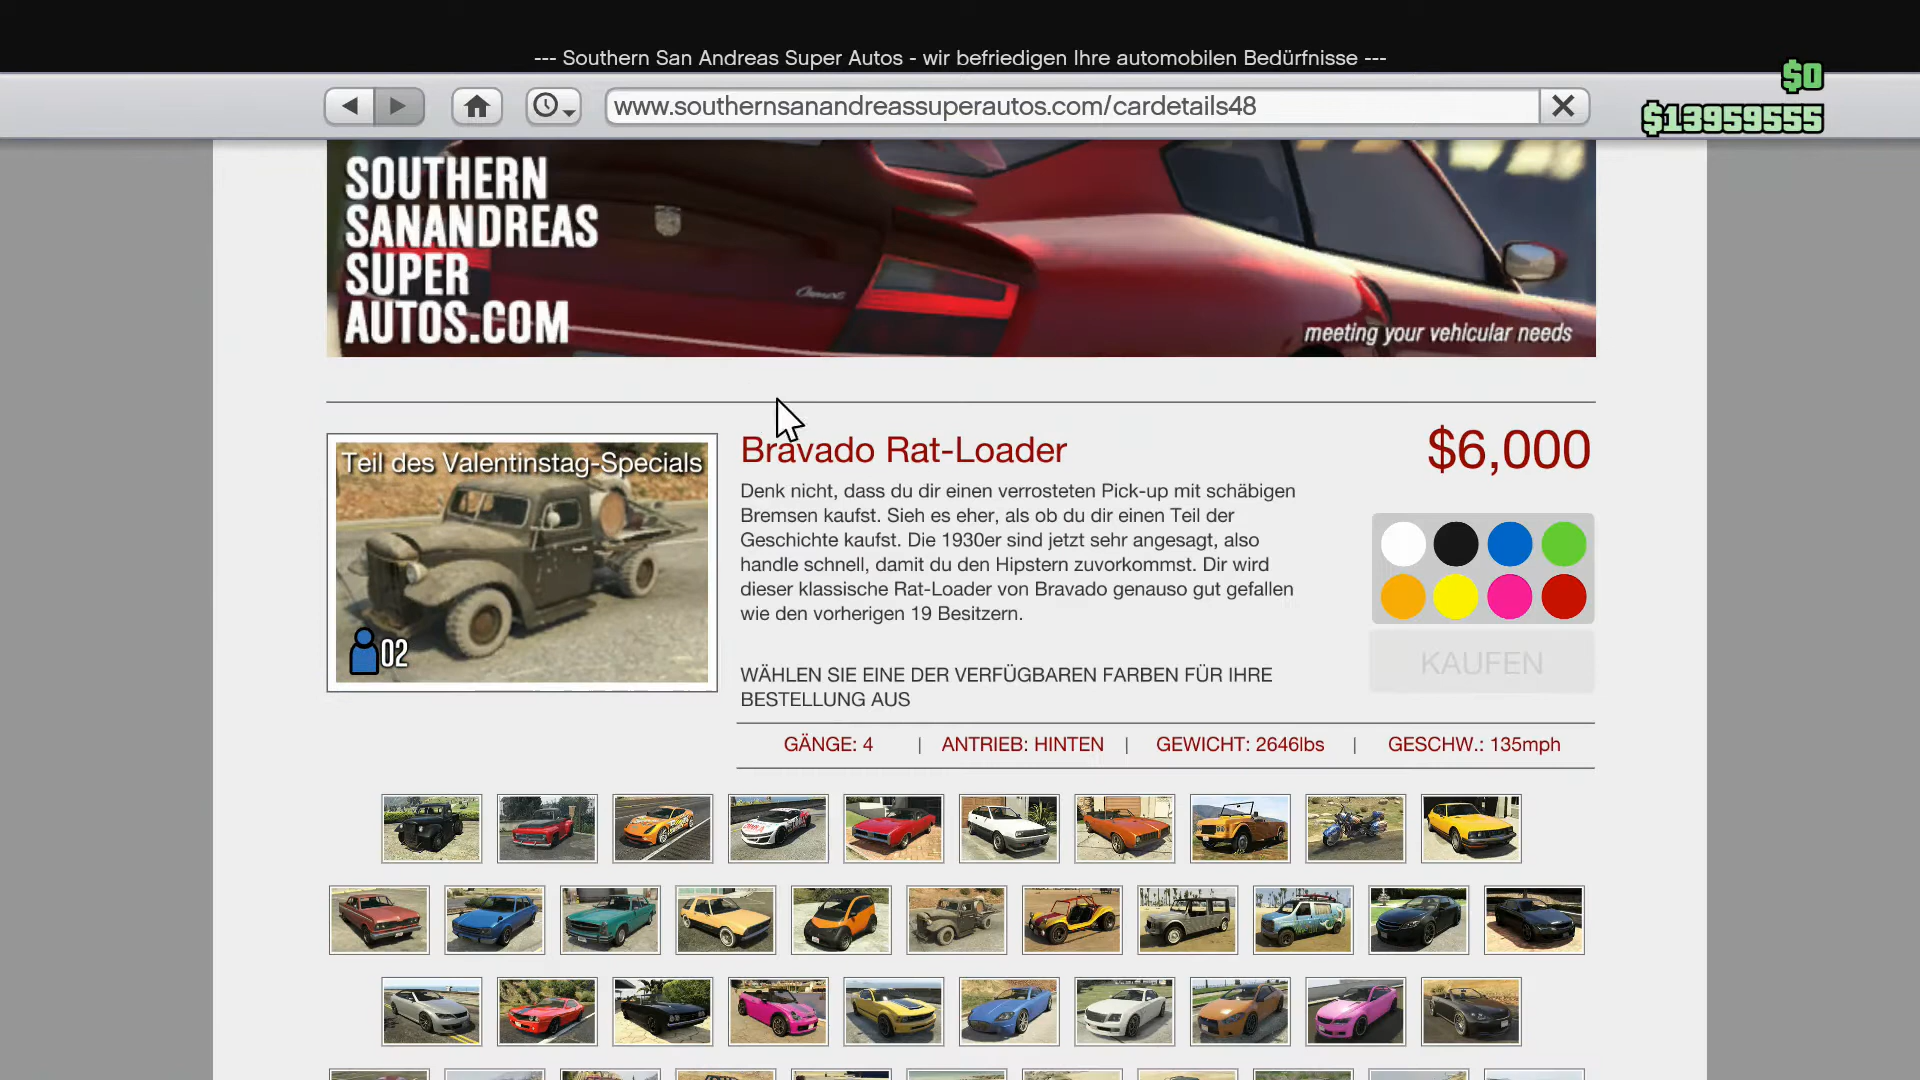 --- Southern San Andreas Super Autos - wir befriedigen Ihre automobilen Bedürfnisse ---
$0
www.southernsanandreassuperautos.com/cardetails48
$13959555
SOUTHERN
SANANDREAS
SUPER
AUTOS.COM
meeting your vehicular needs
Teil des Valentinstag-Specials
02
Bravado Rat-Loader
$6,000
Denk nicht, dass du dir einen verrosteten Pick-up mit schäbigen
Bremsen kaufst. Sieh es eher, als ob du dir einen Teil der
Geschichte kaufst. Die 1930er sind jetzt sehr angesagt, also
handle schnell, damit du den Hipstern zuvorkommst. Dir wird
dieser klassische Rat-Loader von Bravado genauso gut gefallen
wie den vorherigen 19 Besitzern.
WÄHLEN SIE EINE DER VERFÜGBAREN FARBEN FÜR IHRE
BESTELLUNG AUS
KAUFEN
GÄNGE: 4 | ANTRIEB: HINTEN | GEWICHT: 2646lbs | GESCHW.: 135mph